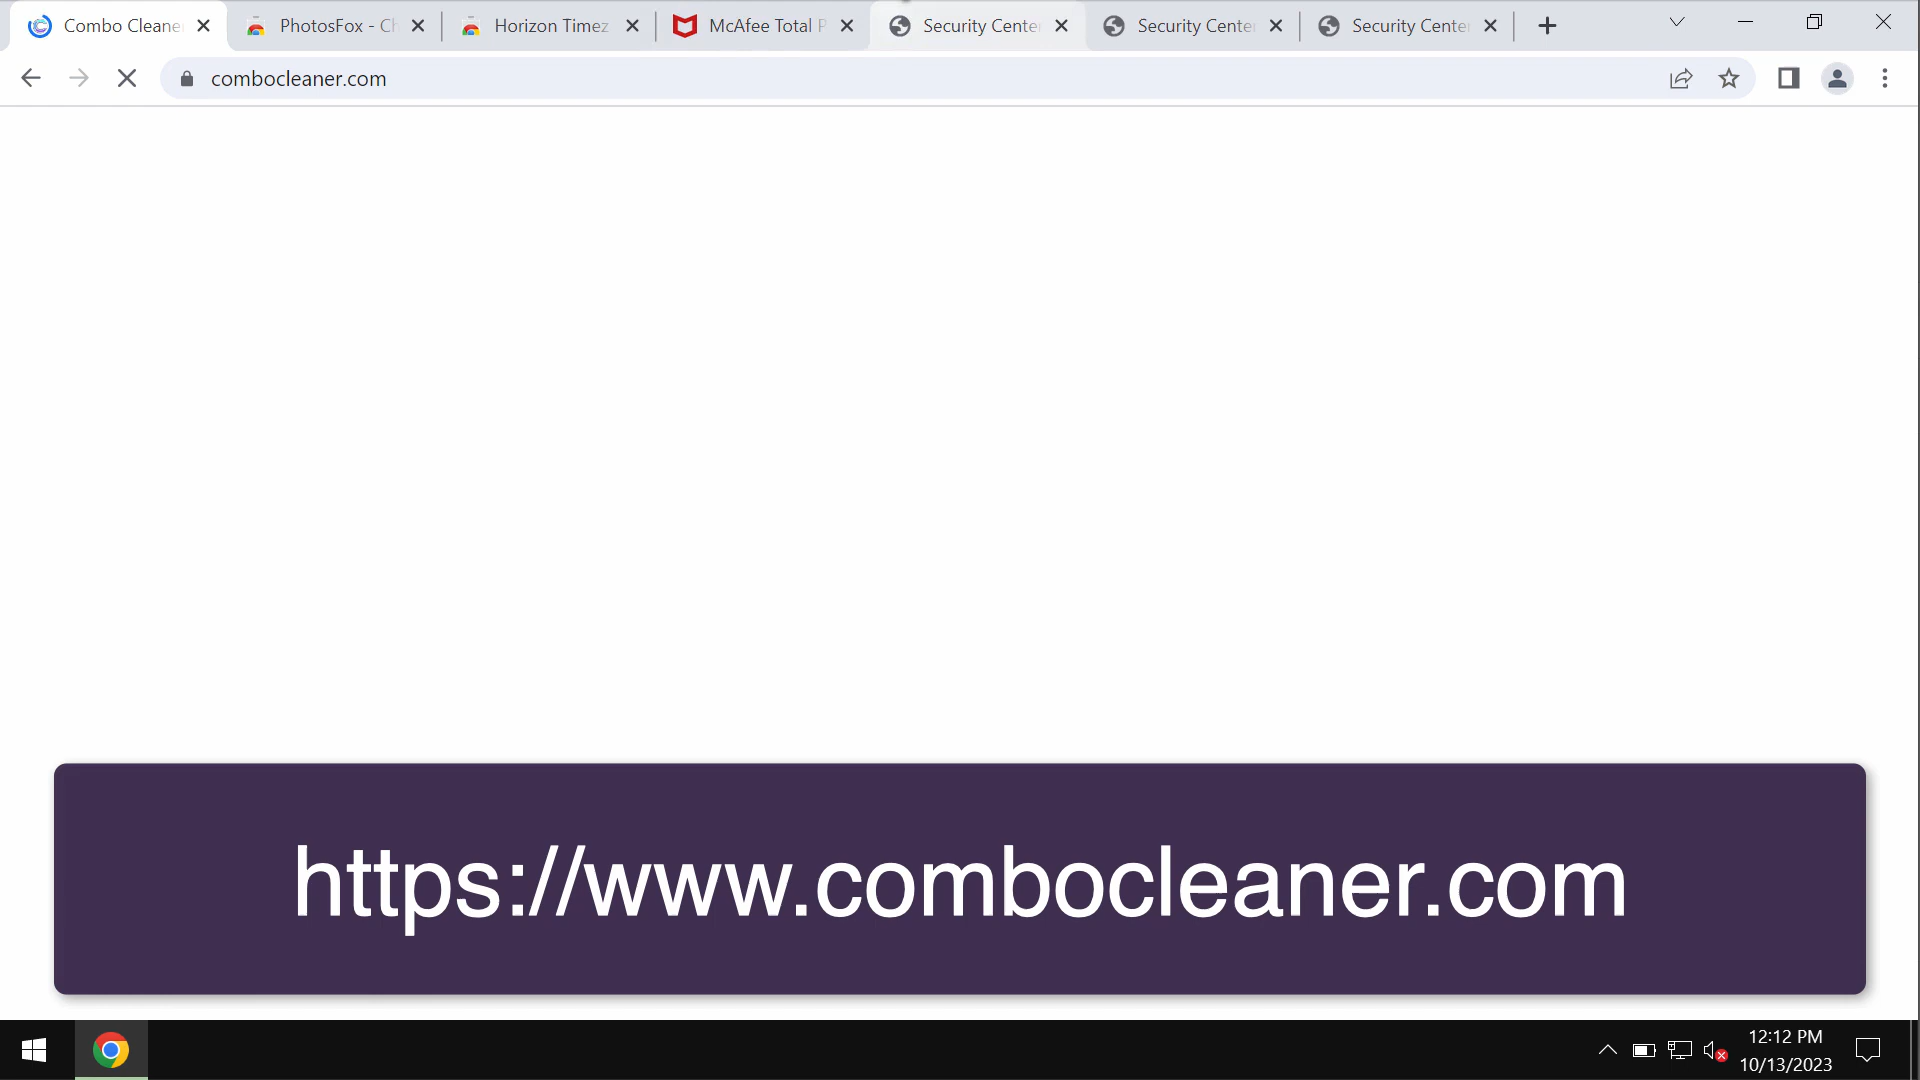 Combo Cleane
PhotosFox - Ch
Horizon Timez
McAfee Total P
Security Cente
Security Cente
Security Cente
combocleaner.com
https://www.combocleaner.com
12:12 PM
10/13/2023